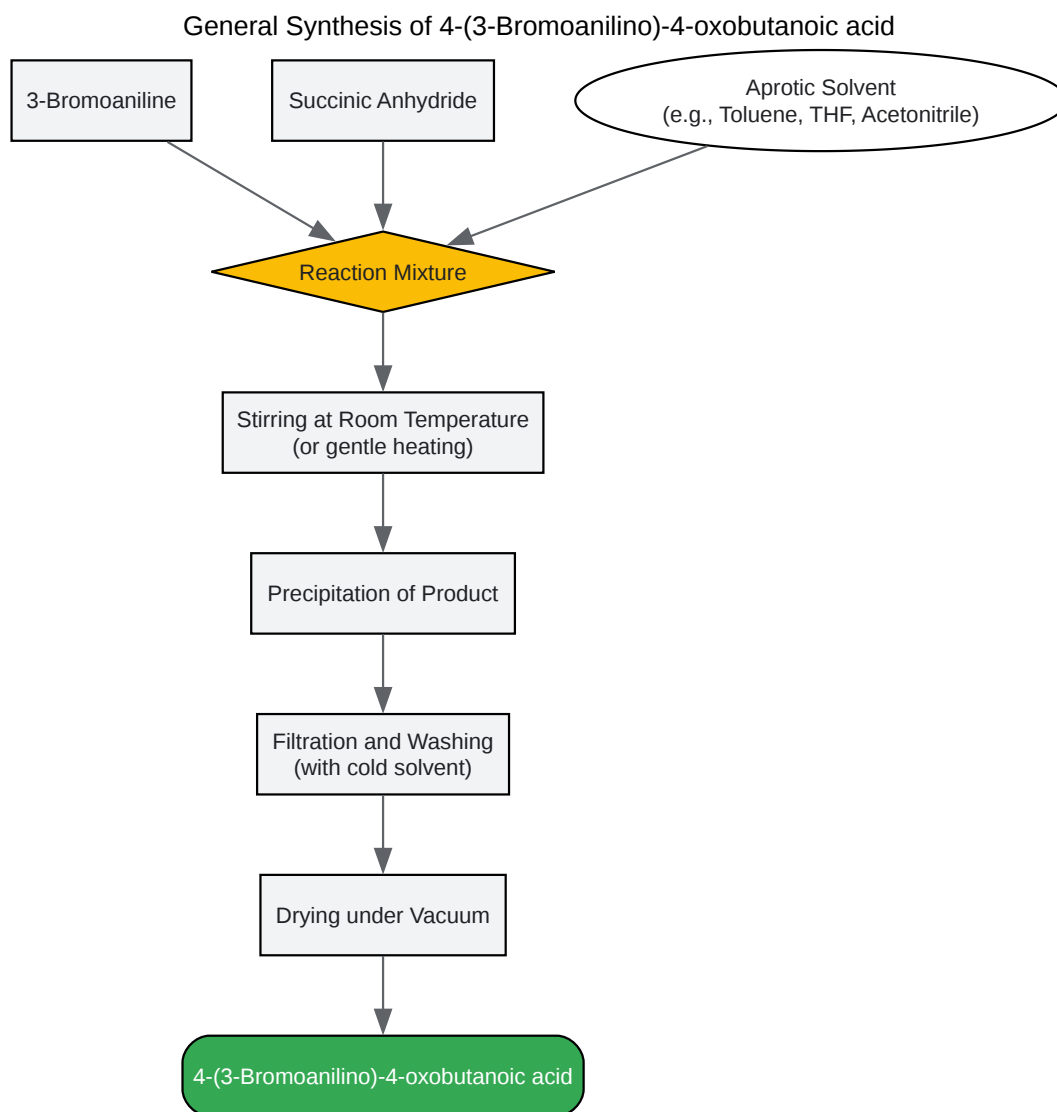 General Synthesis of 4-(3-Bromoanilino)-4-oxobutanoic acid
3-Bromoaniline
Succinic Anhydride
Aprotic Solvent
(e.g., Toluene, THF, Acetonitrile)
Reaction Mixture
Stirring at Room Temperature
(or gentle heating)
Precipitation of Product
Filtration and Washing
(with cold solvent)
Drying under Vacuum
4-(3-Bromoanilino)-4-oxobutanoic acid